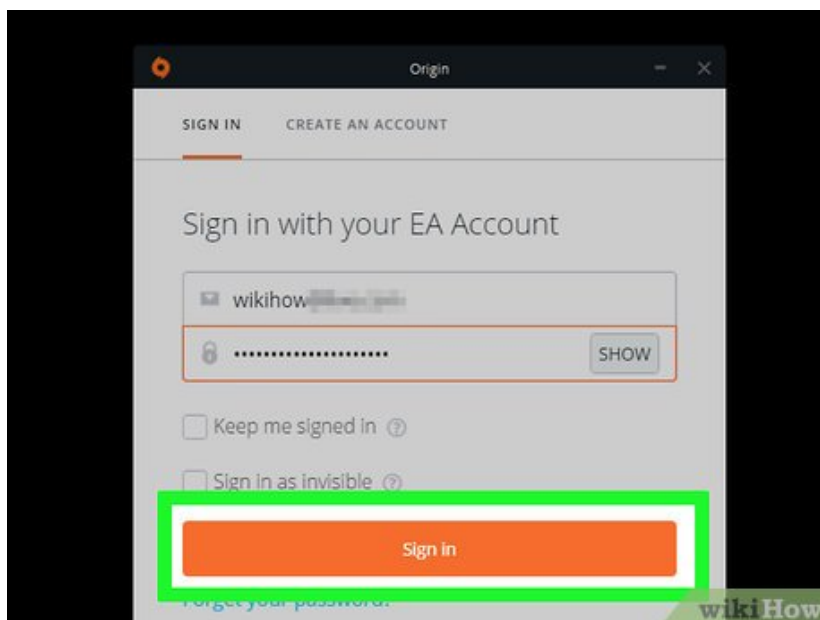 Origin
SIGN IN CREATE AN ACCOUNT
Sign in with your EA Account
wikihow
SHOW
Keep me signed in
Sign in as invisible
Sign in
Forget your password?
wikiHow